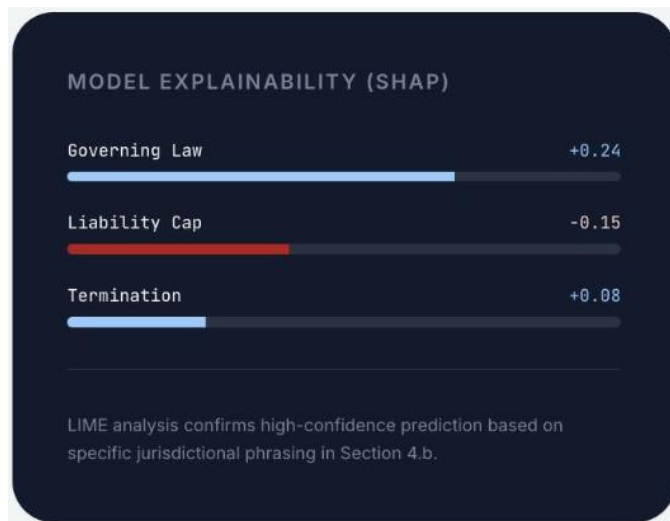 MODEL EXPLAINABILITY (SHAP)
Governing Law +0.24
Liability Cap -0.15
Termination +0.08
LIME analysis confirms high-confidence prediction based on
specific jurisdictional phrasing in Section 4.b.